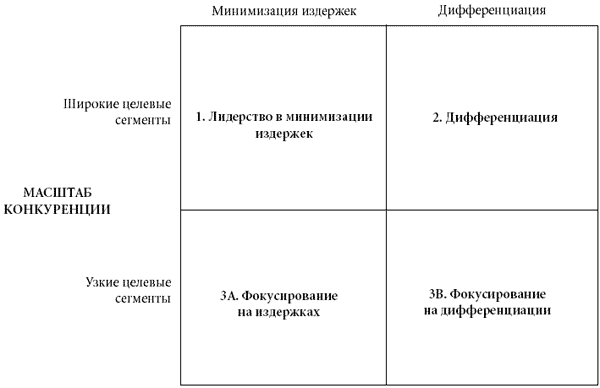 Минимизация издержек
Дифференциация
Широкие целевые
сегменты
1. Лидерство в минимизации
издержек
2. Дифференциация
МАСШТАБ
КОНКУРЕНЦИИ
Узкие целевые
сегменты
3А. Фокусирование
на издержках
3В. Фокусирование
на дифференциации